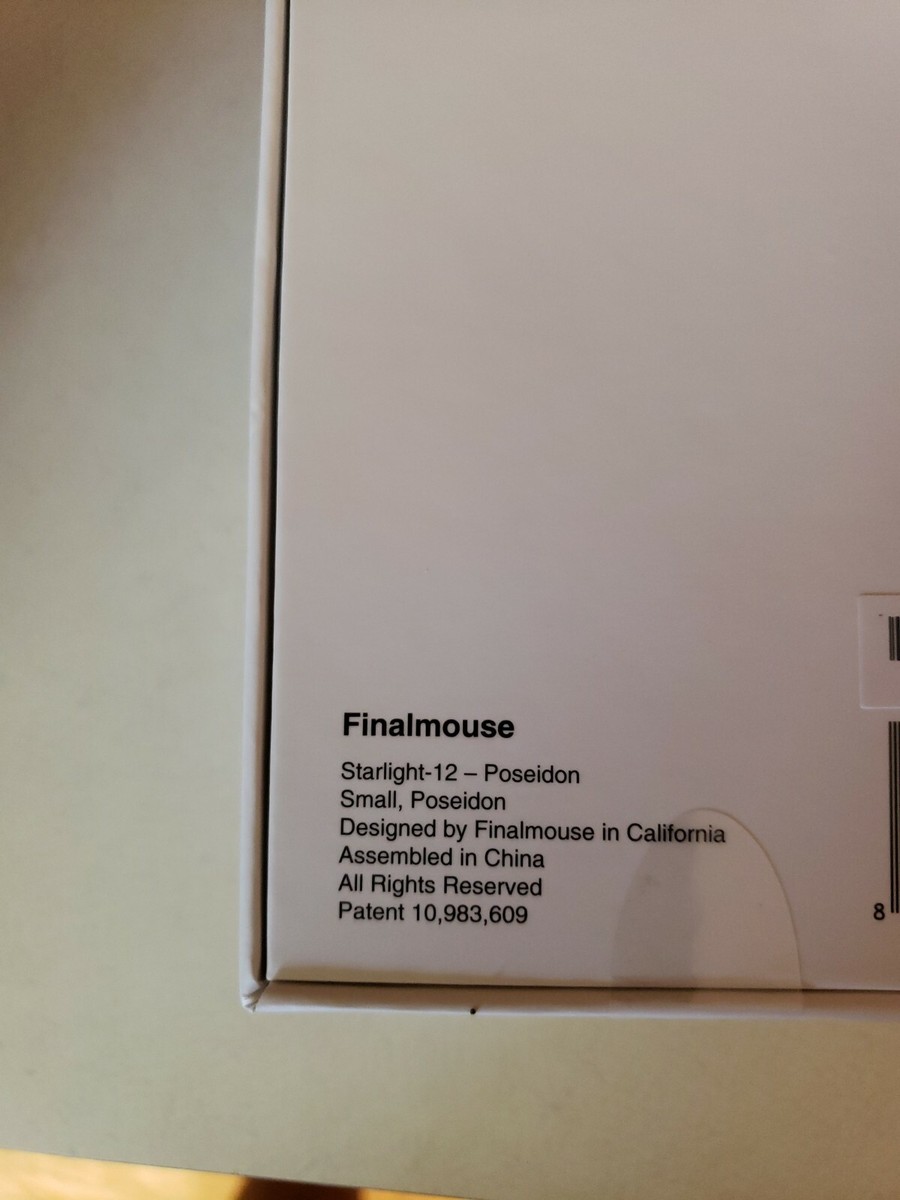 Finalmouse
Starlight-12 – Poseidon
Small, Poseidon
Designed by Finalmouse in California
Assembled in China
All Rights Reserved
Patent 10,983,609
8